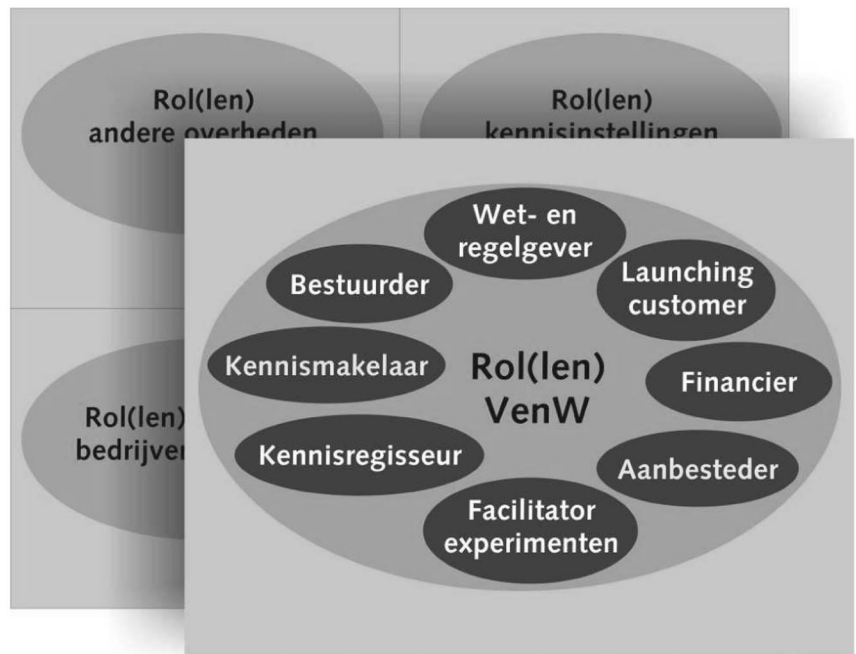 Rol(len)
andere overheden
Rol(len)
kennisinstellingen
Rol(len)
Wet- en
regelgever
Bestuurder
Launching
customer
Kennismakelaar
Rol(len)
VenW
Financier
Kennisregisseur
Aanbesteder
Facilitator
experimenten